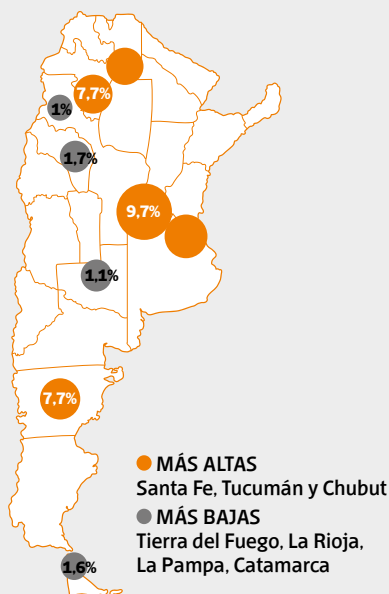 7,7%
1%
1,7%
9,7%
1,1%
7,7%
MÁS ALTAS
Santa Fe, Tucumán y Chubut
MÁS BAJAS
Tierra del Fuego, La Rioja,
La Pampa, Catamarca
1,6%